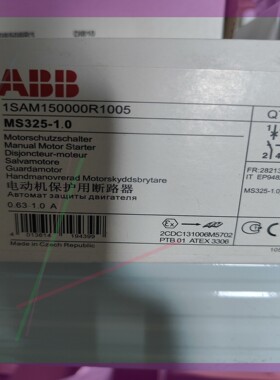 ABB
1SAM150000R1005
MS325-1.0
Motorschutzschalter
Manual Motor Starter
Disjoncteur-moteur
Salvamotore
Guardamotor
Handmanövrerad Motorskyddsbrytare
电动机保护用断路器
Автомат защиты двигателя
0.63-1.0 A
Made in Czech Republic
Ex
2CDC131006M5702
PTB 01 ATEX 3306
MS325-1.0